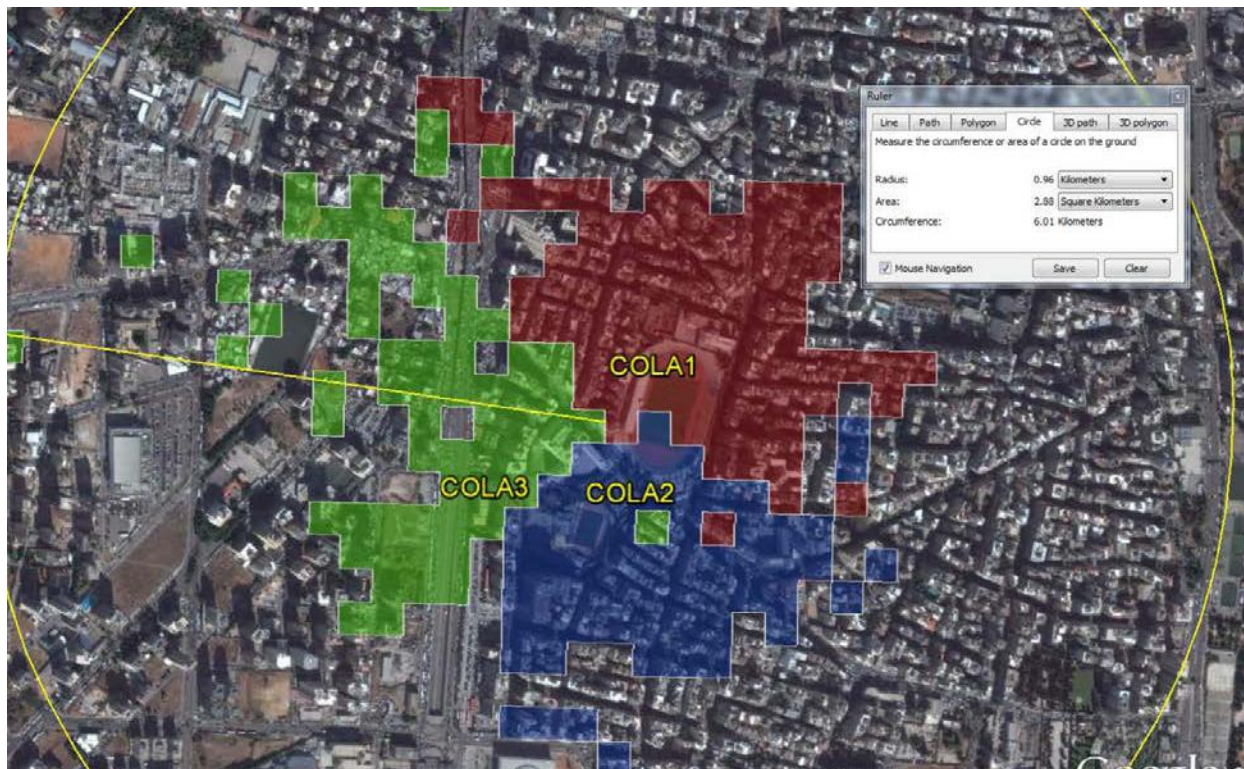 Ruler
Line Path Polygon Circle 3D path 3D polygon
Measure the circumference or area of a circle on the ground
Radius: 0.96 Kilometers
Area: 2.88 Square Kilometers
Circumference: 6.01 Kilometers
Mouse Navigation Save Clear
COLA1
COLA3
COLA2
Google